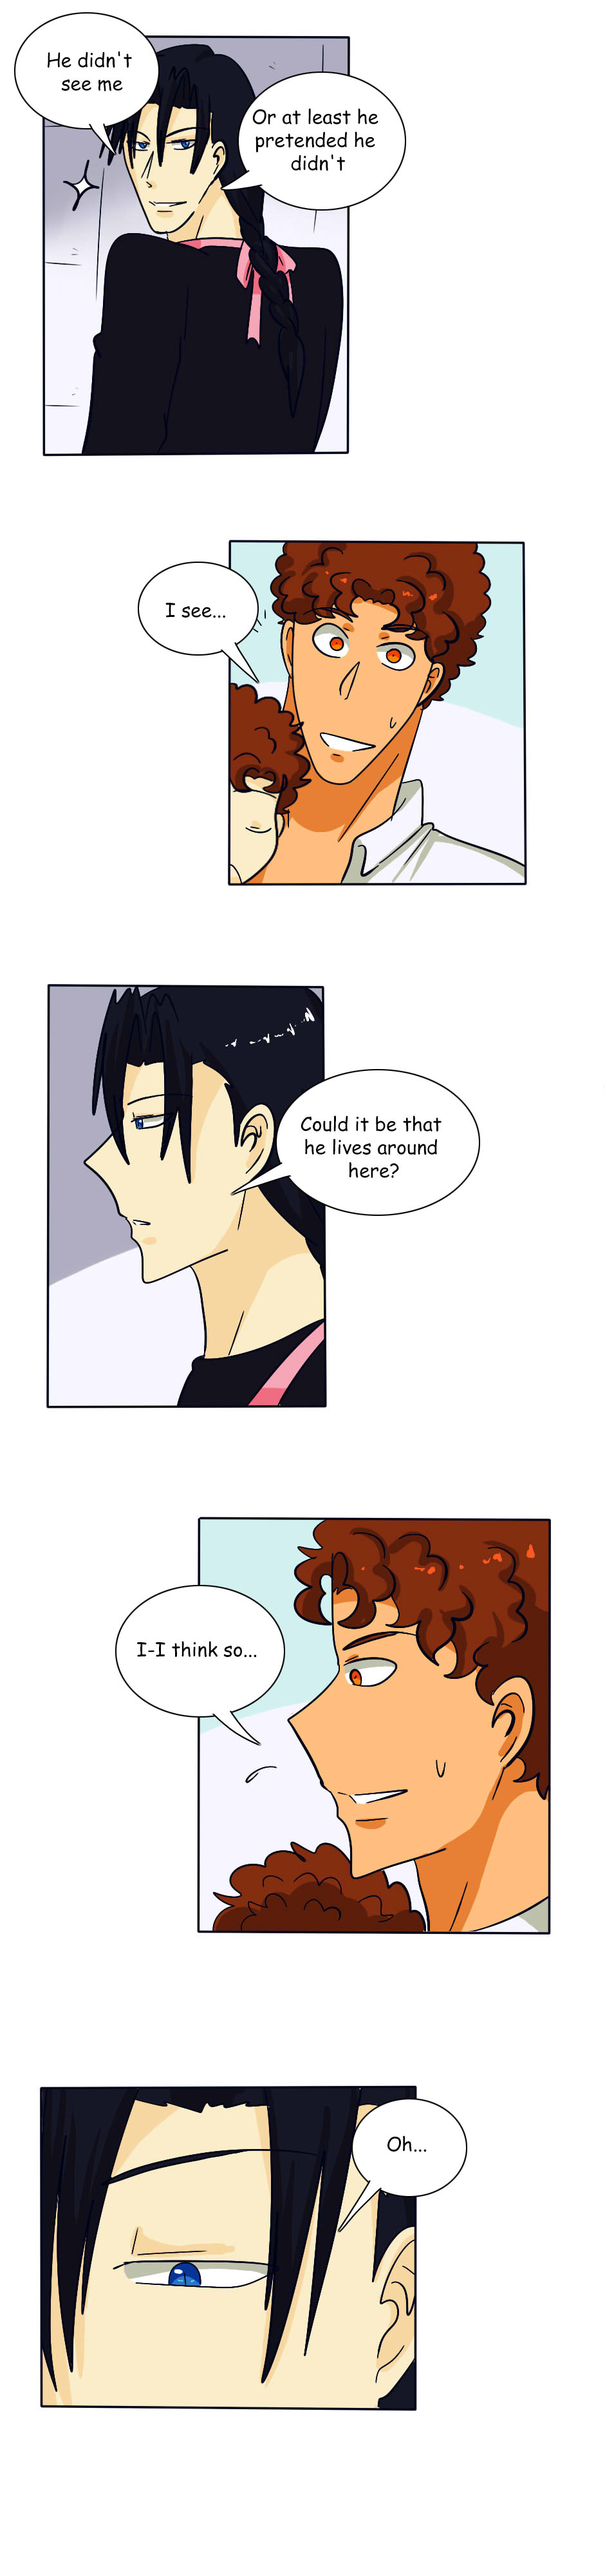 He didn't
see me
Or at least he
pretended he
didn't
I see...
Could it be that
he lives around
here?
I-I think so...
Oh...